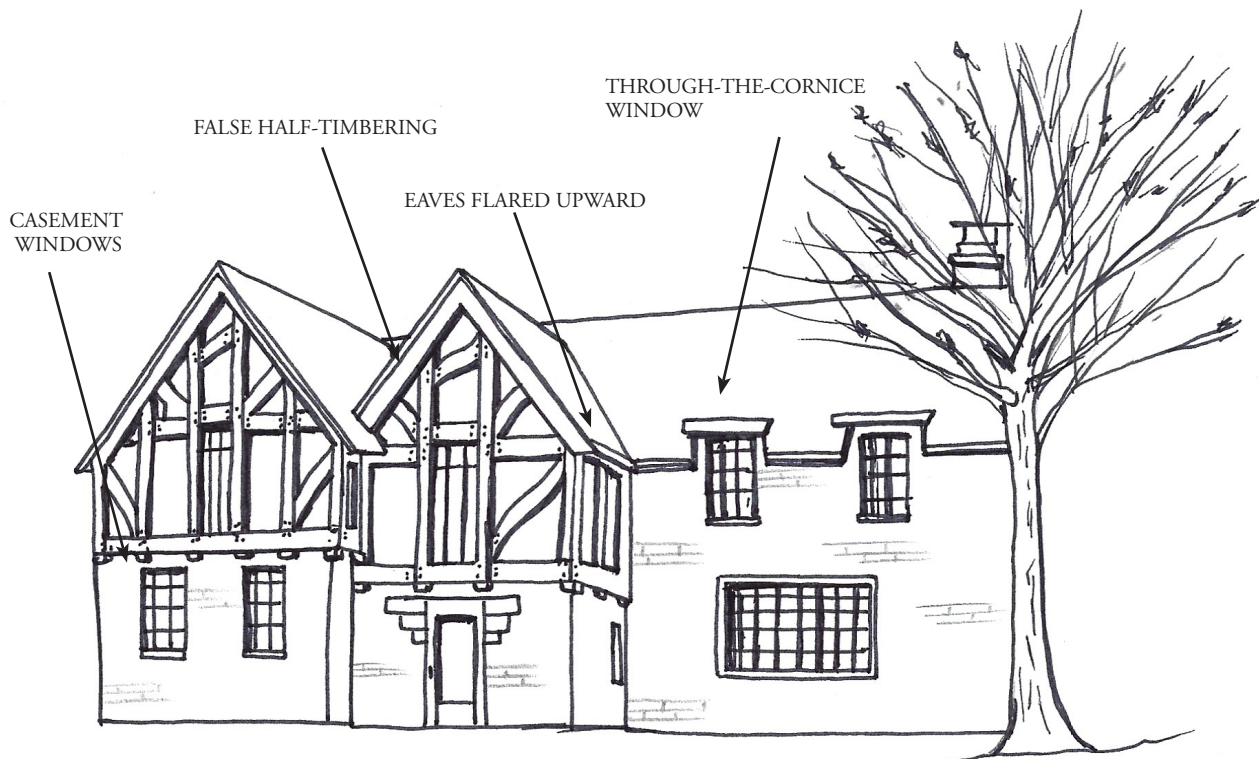 THROUGH-THE-CORNICE
WINDOW
FALSE HALF-TIMBERING
EAVES FLARED UPWARD
CASEMENT
WINDOWS